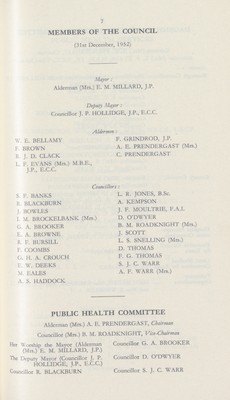 7
MEMBERS OF THE COUNCIL
(31st December, 1952)
Mayor :
Alderman (Mrs.) E. M. MILLARD, J.P.
Deputy Mayor :
Councillor J. P. HOLLIDGE, J.P., E.C.C.
Aldermen :
W. E. BELLAMY
F. BROWN
S. J. D. CLACK
L. E. EVANS (Mrs.) M.B.E.,
J.P., E.C.C.
F. GRINDROD, J.P.
A. E. PRENDERGAST (Mrs.)
C. PRENDERGAST
Councillors :
F. BANKS
BLACKBURN
J. BOWLES
M. BROCKELBANK (Mrs.)
G. A. BROOKER
A. BROWNE
F. BURSILL
COOMBS
G. H. A. CROUCH
W. DEEKS
M. EALES
A. S. HADDOCK
L. R. JONES, B.Sc.
A. KEMPSON
J. F. MOULTRIE, F.A.I.
D. O'DWYER
B. M. ROADKNIGHT (Mrs.)
J. SCOTT
L. S. SNELLING (Mrs.)
D. THOMAS
F. G. THOMAS
S. J. C. WARR
A. P. WARR (Mrs.)
PUBLIC HEALTH COMMITTEE
Alderman (Mrs.) A. E. PRENDERGAST, Chairman
Councillor (Mrs.) B. M. ROADKNIGHT, Vice-Chairman
Her Worship the Mayor (Alderman
(Mrs.) E. M. MILLARD, J.P.)
The Deputy Mayor (Councillor J. P.
HOLLIDGE, J.P., E.C.C.)
Councillor R. BLACKBURN
Councillor G. A. BROOKER
Councillor D. O'DWYER
Councillor S. J. C. WARR